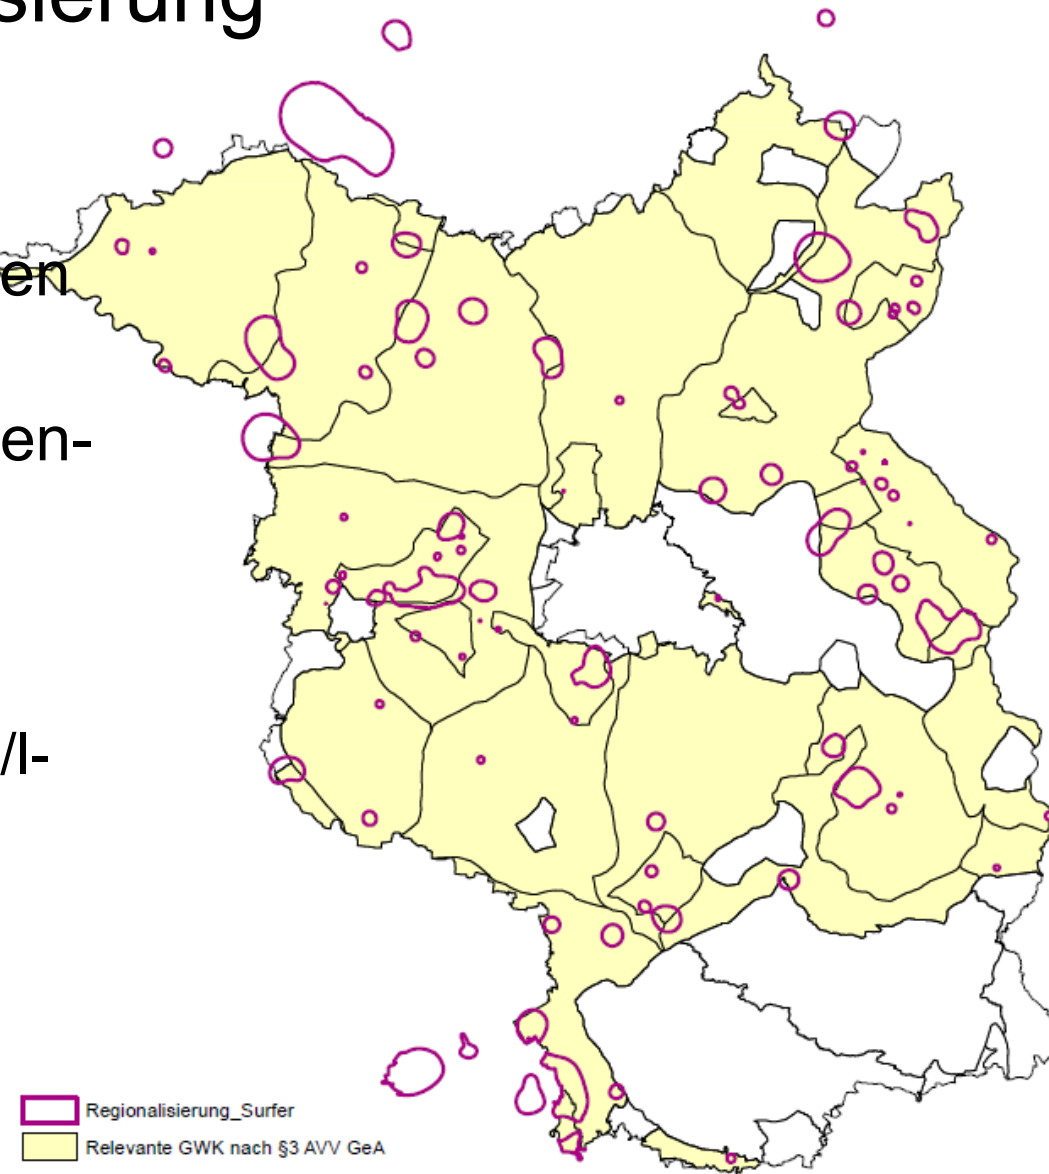 sierung
en
en-
/l-
Regionalisierung_Surfer
Relevante GWK nach §3 AVV GeA